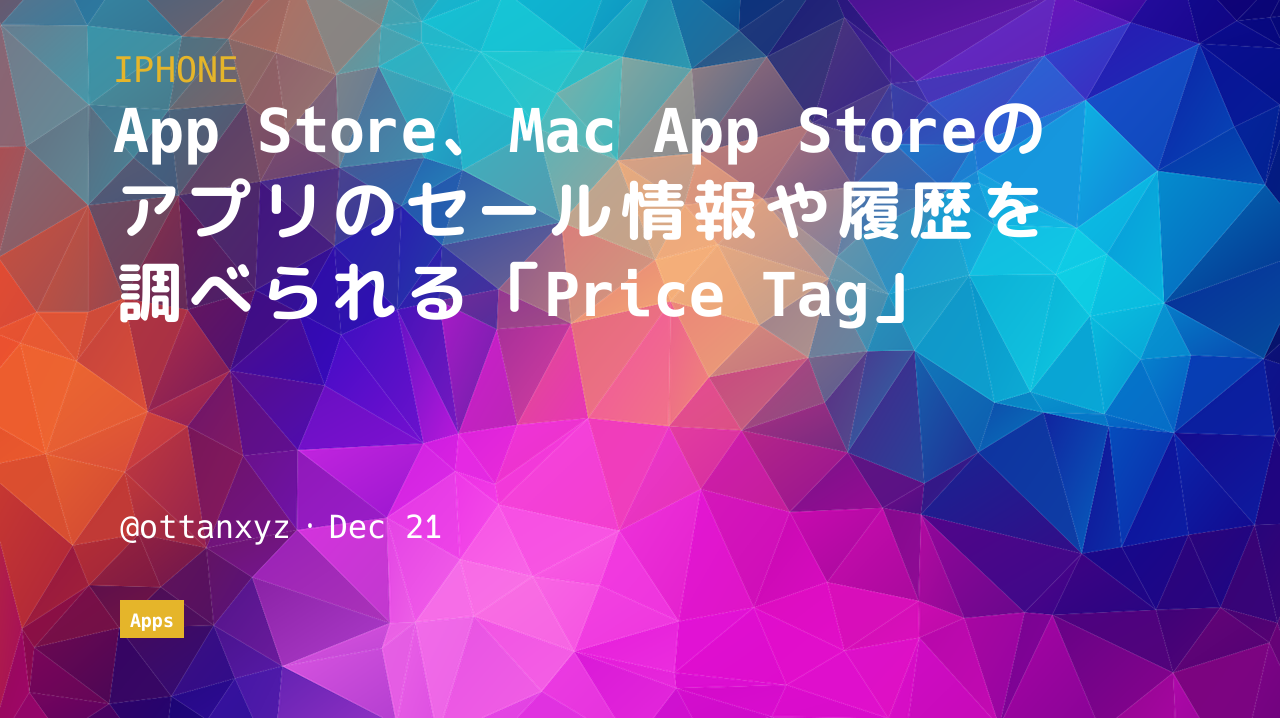 IPHONE
App Store、Mac App Storeの
アプリのセール情報や履歴を
調べられる「Price Tag」
@ottanxyz・Dec 21
Apps